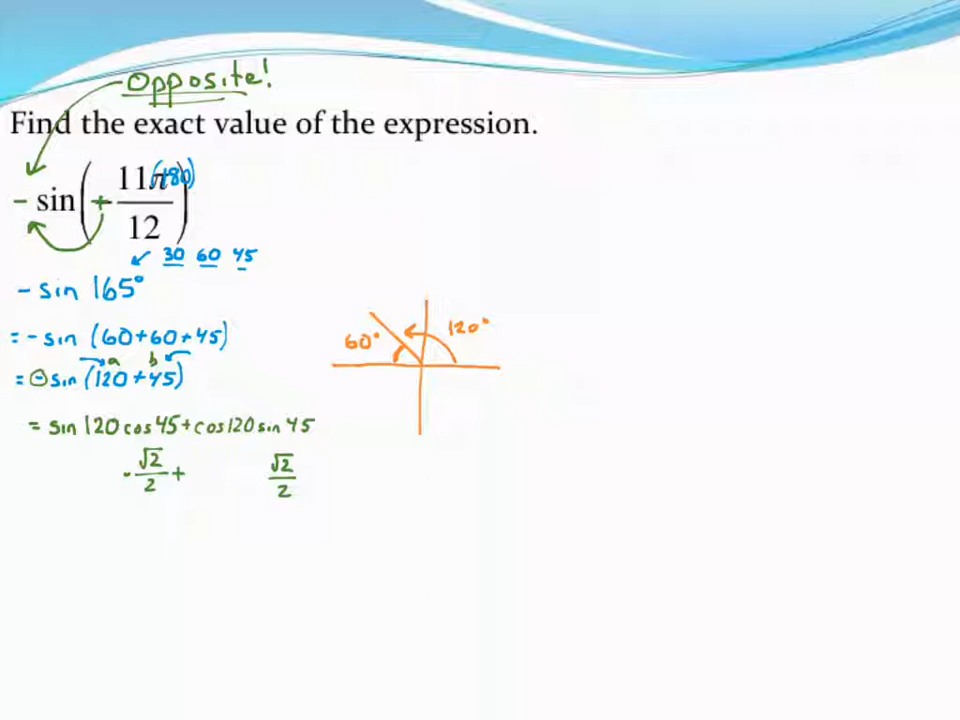 Opposite!
Find the exact value of the expression.
- sin(+ 11π(180) / 12)
30 60 45
- sin 165°
= - sin (60+60+45)
a b
= - sin (120+45)
= sin 120 cos 45 + cos 120 sin 45
· √2/2 + √2/2
60° 120°